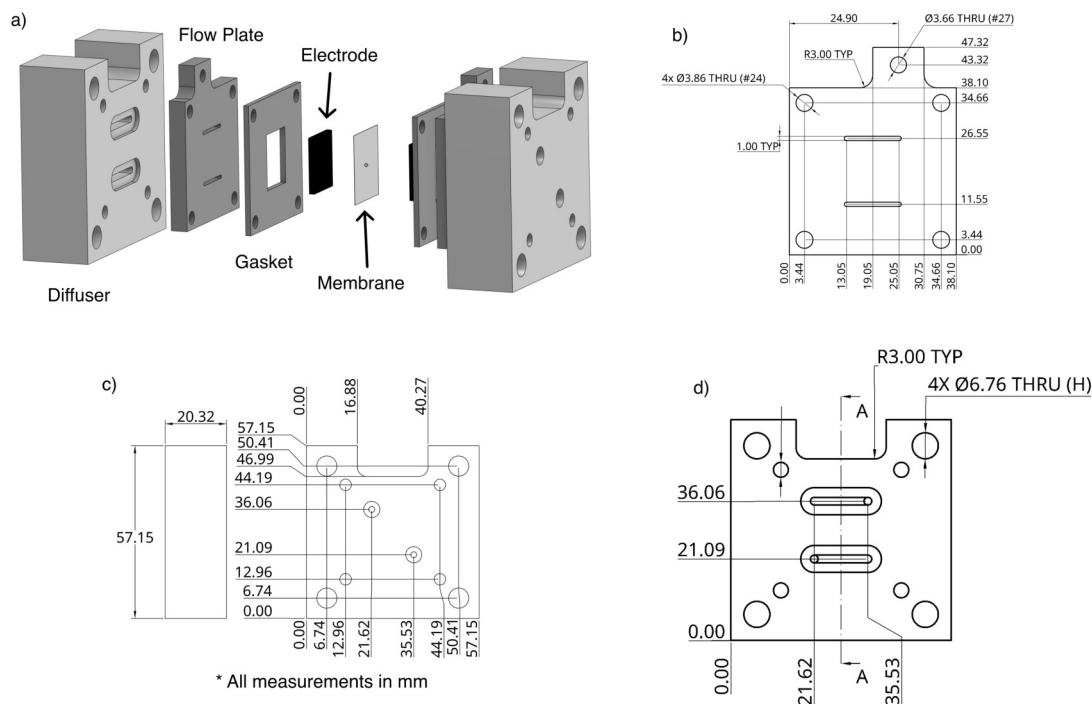 a)
Flow Plate
Electrode
Gasket
Membrane
Diffuser
b)
24.90
Ø3.66 THRU (#27)
R3.00 TYP
4x Ø3.86 THRU (#24)
1.00 TYP
47.32
43.32
38.10
34.66
26.55
11.55
3.44
0.00
0.00
3.44
13.05
19.05
25.05
30.75
34.66
38.10
c)
20.32
57.15
0.00
16.88
40.27
57.15
50.41
46.99
44.19
36.06
21.09
12.96
6.74
0.00
0.00
6.74
12.96
21.62
35.53
44.19
50.41
57.15
* All measurements in mm
d)
R3.00 TYP
4X Ø6.76 THRU (H)
A
36.06
21.09
0.00
0.00
21.62
A
35.53